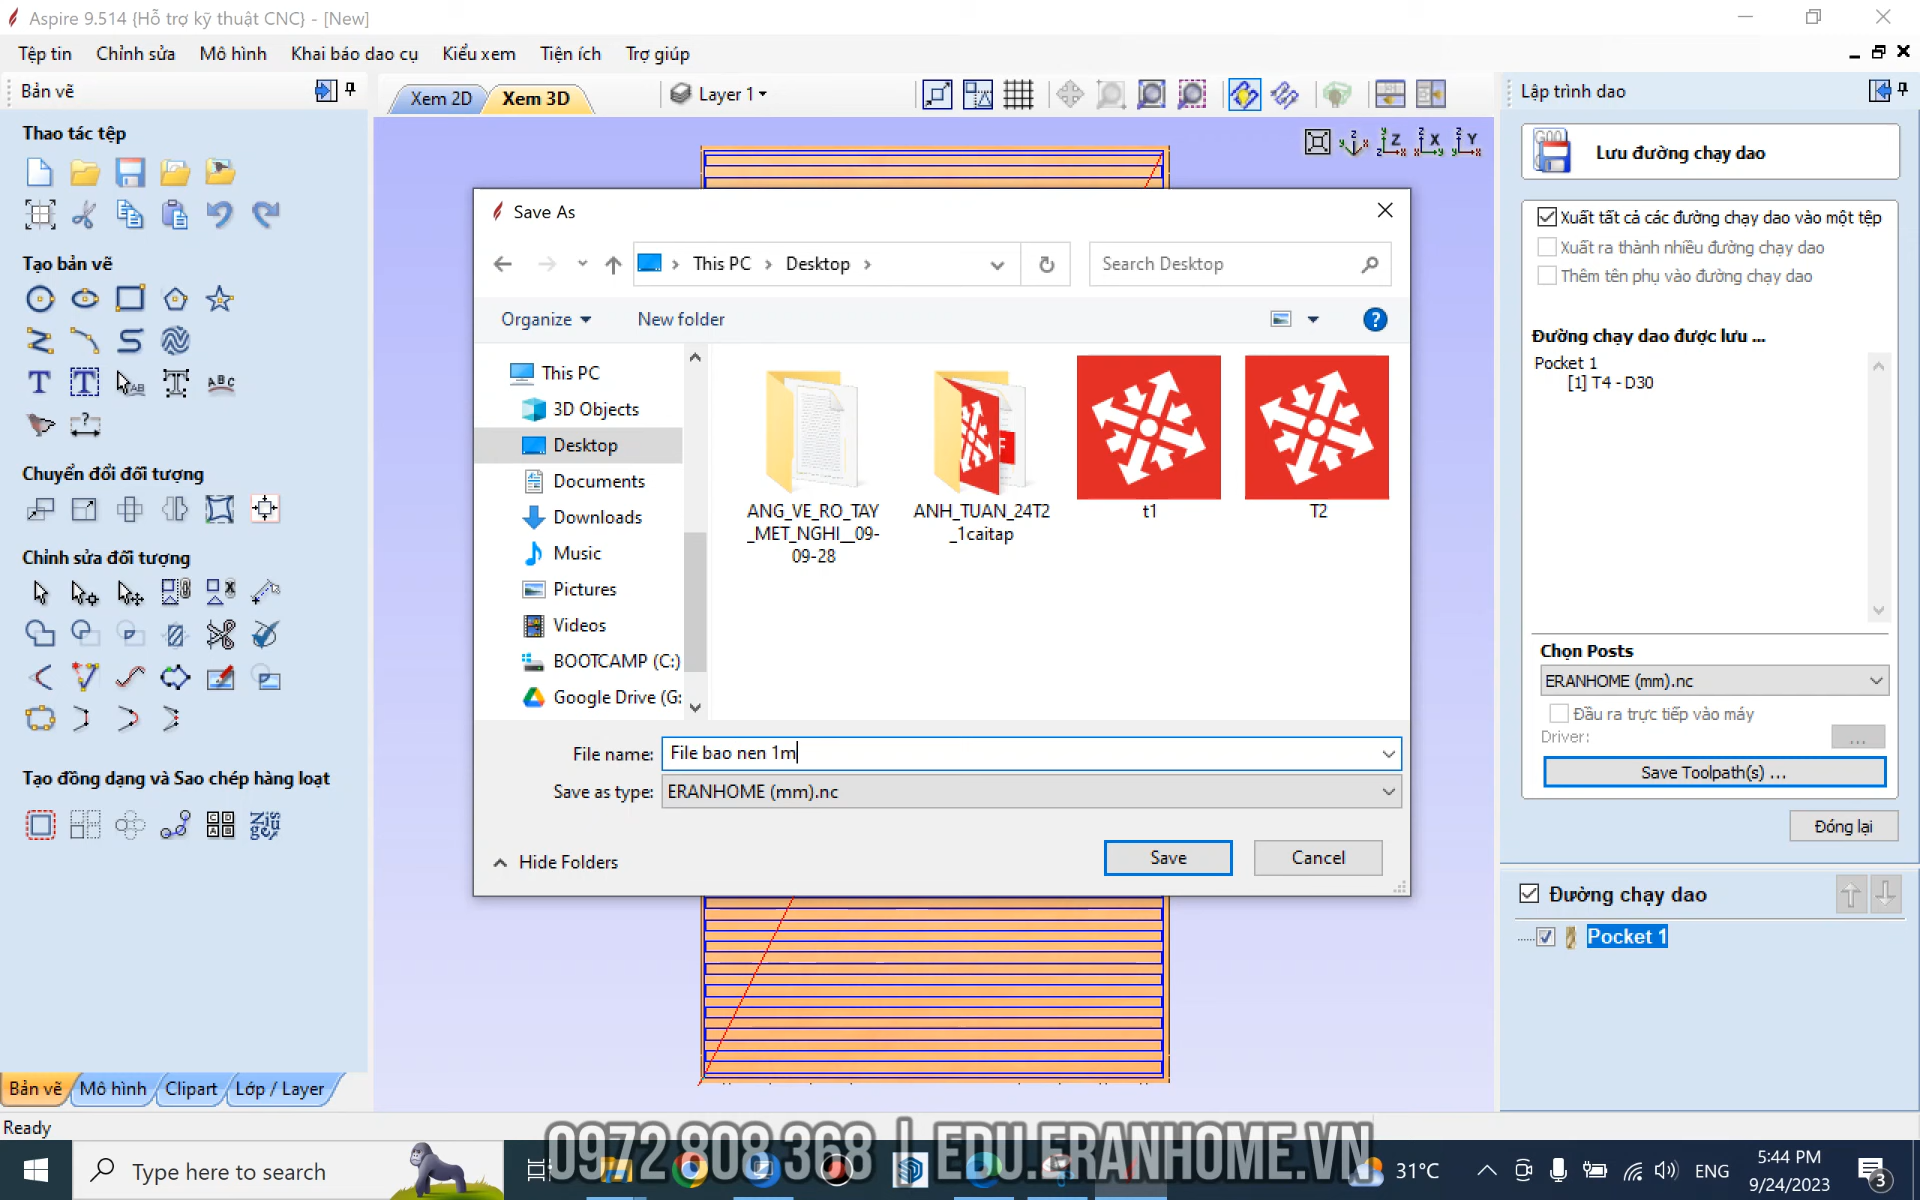 Aspire 9.514 {Hỗ trợ kỹ thuật CNC} - [New]
Tệp tin Chỉnh sửa Mô hình Khai báo dao cụ Kiểu xem Tiện ích Trợ giúp
Bản vẽ
Xem 2D Xem 3D
Layer 1
Lập trình dao
Thao tác tệp
Tạo bản vẽ
Chuyển đổi đối tượng
Chỉnh sửa đối tượng
Tạo đồng dạng và Sao chép hàng loạt
Bản vẽ Mô hình Clipart Lớp / Layer
Ready
Save As
This PC > Desktop >
Search Desktop
Organize New folder
This PC
3D Objects
Desktop
Documents
Downloads
Music
Pictures
Videos
BOOTCAMP (C:)
Google Drive (G:
ANG_VE_RO_TAY
_MET_NGHI__09-
09-28
ANH_TUAN_24T2
_1caitap
t1
T2
File name: File bao nen 1m
Save as type: ERANHOME (mm).nc
Hide Folders
Save Cancel
Lưu đường chạy dao
Xuất tất cả các đường chạy dao vào một tệp
Xuất ra thành nhiều đường chạy dao
Thêm tên phụ vào đường chạy dao
Đường chạy dao được lưu ...
Pocket 1
[1] T4 - D30
Chọn Posts
ERANHOME (mm).nc
Đầu ra trực tiếp vào máy
Driver:
...
Save Toolpath(s) ...
Đóng lại
Đường chạy dao
Pocket 1
0972 808 368 | EDU.ERANHOME.VN
Type here to search
31°C
ENG
5:44 PM
9/24/2023
3